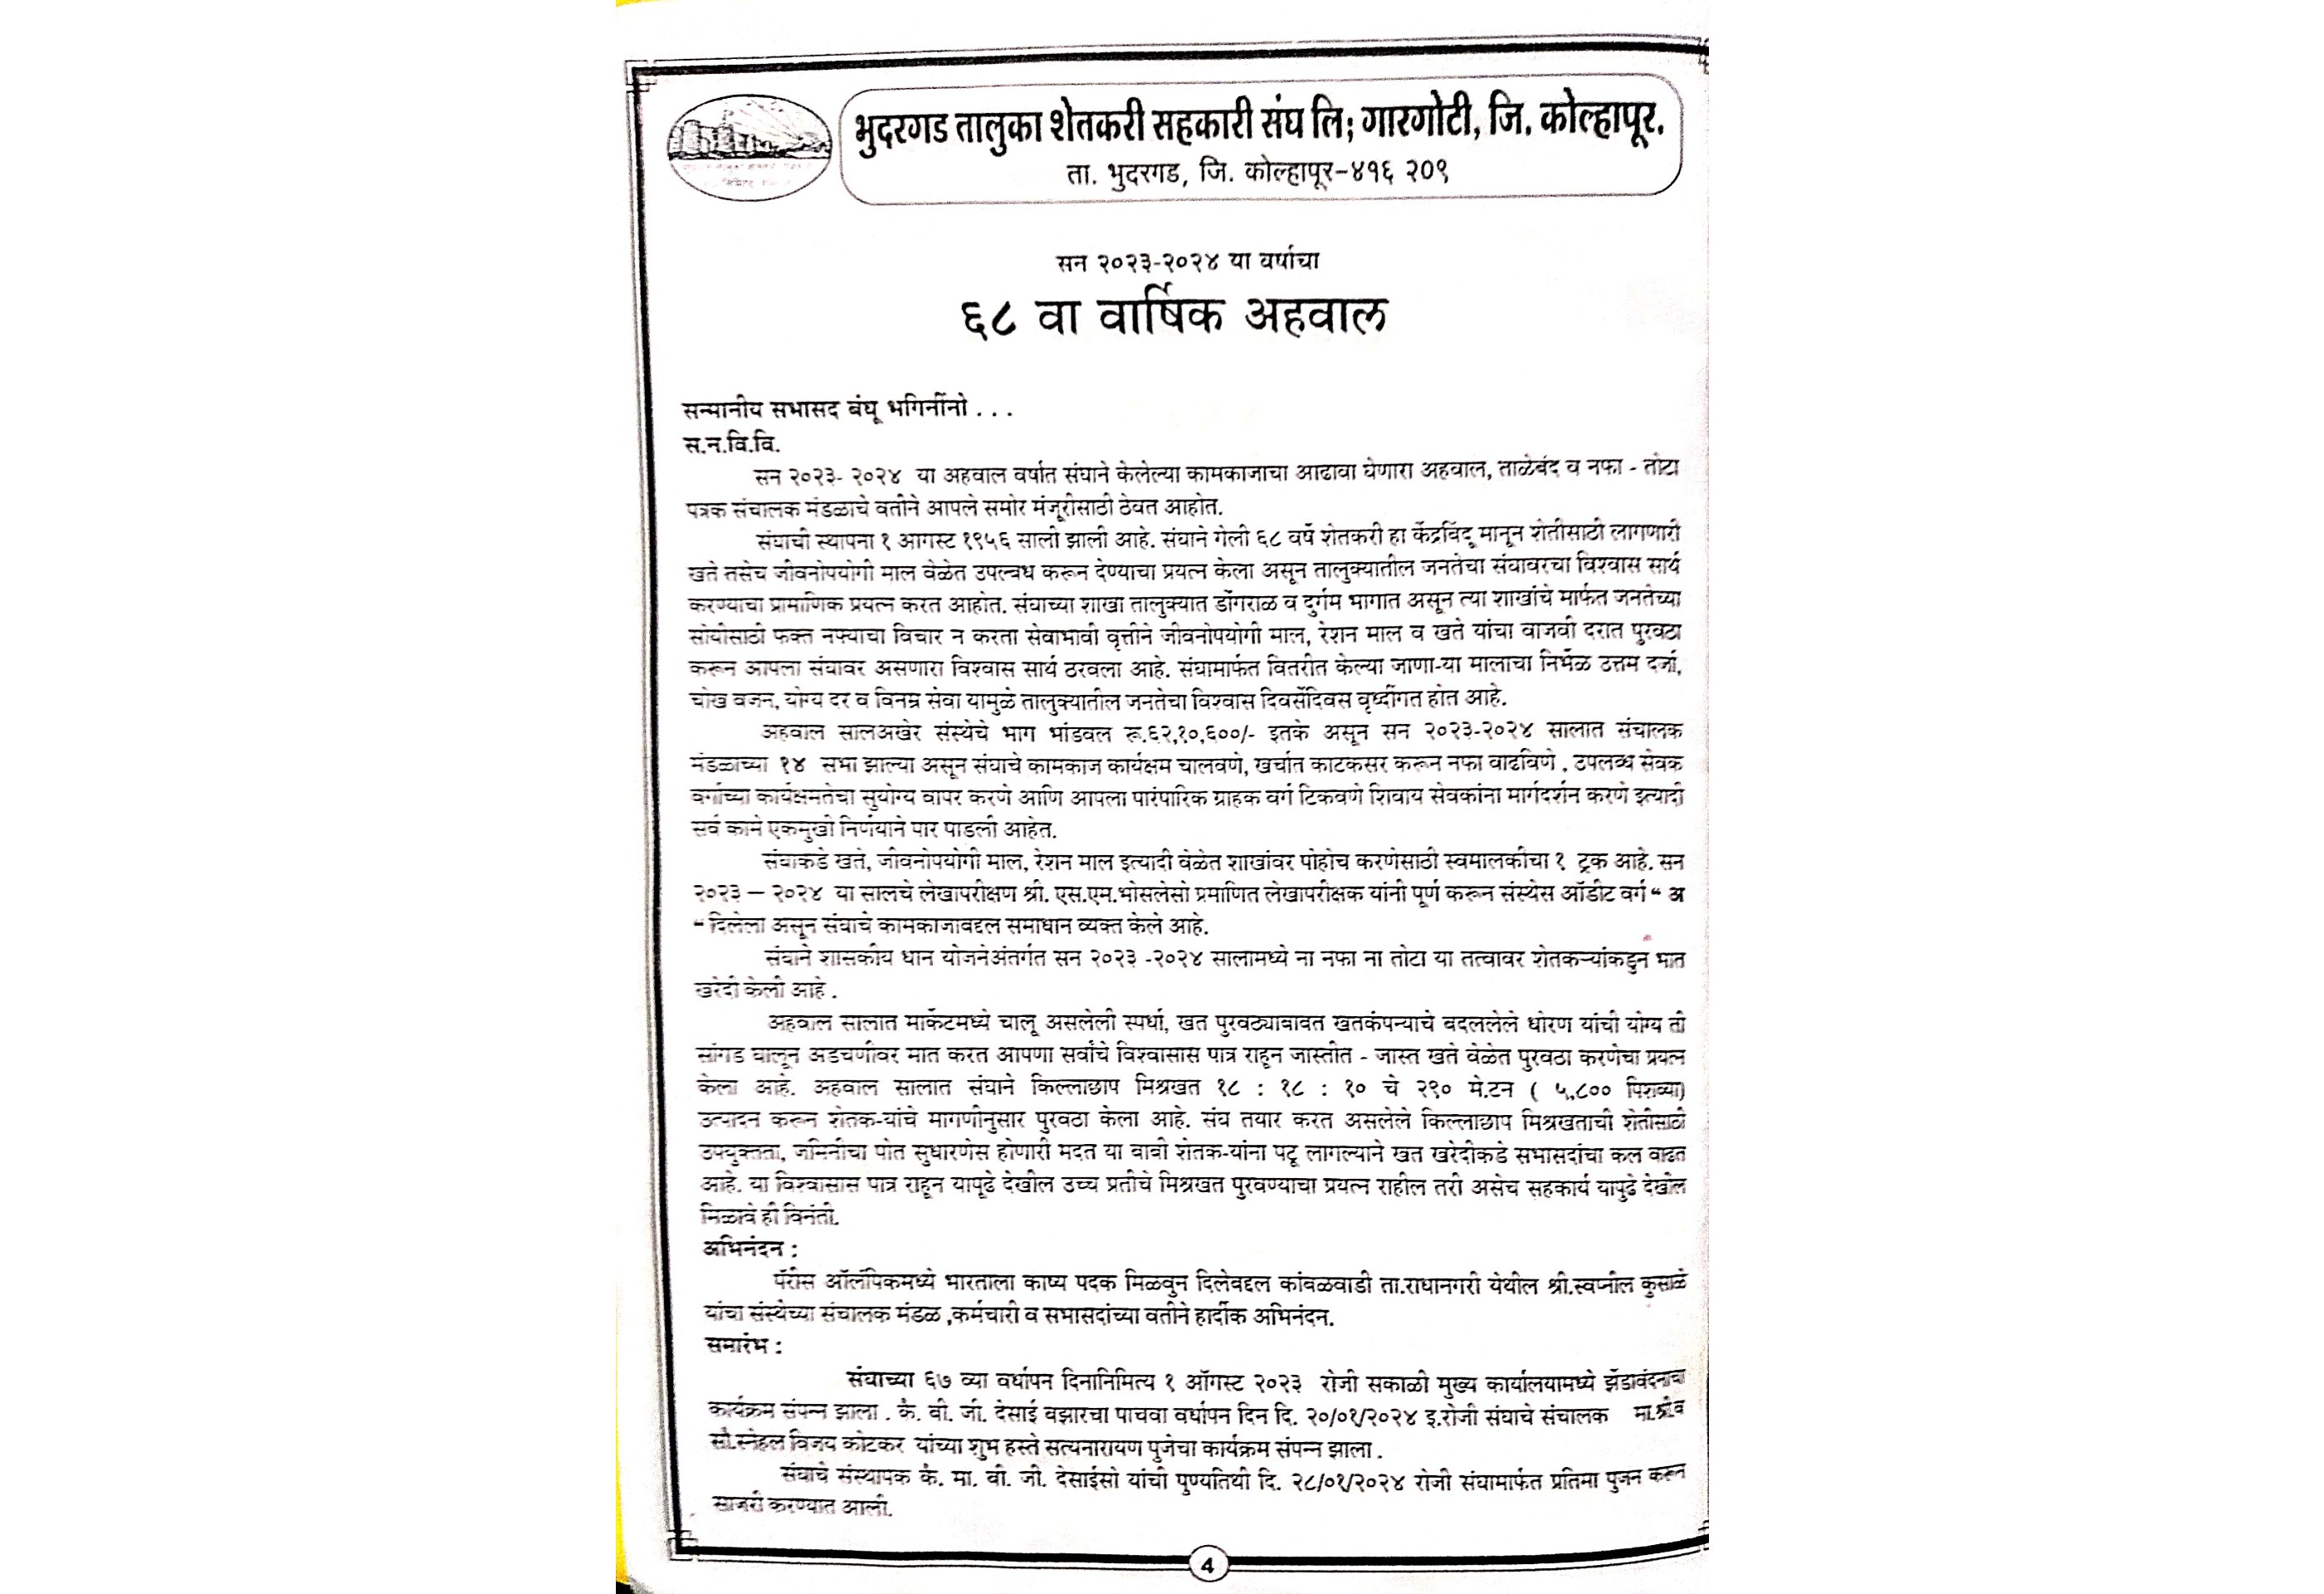 भुदरगड तालुका शेतकरी सहकारी संघ लि; गारगोटी, जि. कोल्हापूर.
ता. भुदरगड, जि. कोल्हापूर-४१६ २०९
सन २०२३-२०२४ या वर्षाचा
६८ वा वार्षिक अहवाल
सन्मानीय सभासद बंधू भगिनींनो . . .
स.न.वि.वि.
सन २०२३- २०२४ या अहवाल वर्षात संघाने केलेल्या कामकाजाचा आढावा घेणारा अहवाल, ताळेबंद व नफा - तोटा
पत्रक संचालक मंडळाचे वतीने आपले समोर मंजूरीसाठी ठेवत आहोत.
संघाची स्थापना १ आगस्ट १९५६ साली झाली आहे. संघाने गेली ६८ वर्षे शेतकरी हा केंद्रबिंदू मानून शेतीसाठी लागणारी
खते तसेच जीवनोपयोगी माल वेळेत उपल्बध करून देण्याचा प्रयत्न केला असून तालुक्यातील जनतेचा संघावरचा विश्वास सार्थ
करण्याचा प्रामाणिक प्रयत्न करत आहोत. संघाच्या शाखा तालुक्यात डोंगराळ व दुर्गम भागात असून त्या शाखांचे मार्फत जनतेच्या
सोयीसाठी फक्त नफ्याचा विचार न करता सेवाभावी वृत्तीने जीवनोपयोगी माल, रेशन माल व खते यांचा वाजवी दरात पुरवठा
करून आपला संघावर असणारा विश्वास सार्थ ठरवला आहे. संघामार्फत वितरीत केल्या जाणा-या मालाचा निर्भेळ उत्तम दर्जा,
चोख वजन, योग्य दर व विनम्र सेवा यामुळे तालुक्यातील जनतेचा विश्वास दिवसेंदिवस वृध्दींगत होत आहे.
अहवाल सालअखेर संस्थेचे भाग भांडवल रू.६२,१०,६००/- इतके असून सन २०२३-२०२४ सालात संचालक
मंडळाच्या १४ सभा झाल्या असून संघाचे कामकाज कार्यक्षम चालवणे, खर्चात काटकसर करून नफा वाढविणे , उपलब्ध सेवक
वर्गाच्या कार्यक्षमतेचा सुयोग्य वापर करणे आणि आपला पारंपारिक ग्राहक वर्ग टिकवणे शिवाय सेवकांना मार्गदर्शन करणे इत्यादी
सर्व कामे एकमुखी निर्णयाने पार पाडली आहेत.
संघाकडे खते, जीवनोपयोगी माल, रेशन माल इत्यादी वेळेत शाखांवर पोहोच करणेसाठी स्वमालकीचा १ ट्रक आहे. सन
२०२३ – २०२४ या सालचे लेखापरीक्षण श्री. एस.एम.भोसलेसो प्रमाणित लेखापरीक्षक यांनी पूर्ण करून संस्थेस ऑडीट वर्ग “ अ
“ दिलेला असून संघाचे कामकाजाबद्दल समाधान व्यक्त केले आहे.
संघाने शासकीय धान योजनेअंतर्गत सन २०२३ -२०२४ सालामध्ये ना नफा ना तोटा या तत्वावर शेतकऱ्यांकडुन भात
खरेदी केली आहे .
अहवाल सालात मार्केटमध्ये चालू असलेली स्पर्धा, खत पुरवठ्याबाबत खतकंपन्याचे बदललेले धोरण यांची योग्य ती
सांगड घालून अडचणीवर मात करत आपणा सर्वांचे विश्वासास पात्र राहून जास्तीत - जास्त खते वेळेत पुरवठा करणेचा प्रयत्न
केला आहे. अहवाल सालात संघाने किल्लाछाप मिश्रखत १८ : १८ : १० चे २९० मे.टन ( ५,८०० पिशव्या)
उत्पादन करून शेतक-यांचे मागणीनुसार पुरवठा केला आहे. संघ तयार करत असलेले किल्लाछाप मिश्रखताची शेतीसाठी
उपयुक्तता, जमिनीचा पोत सुधारणेस होणारी मदत या बाबी शेतक-यांना पटू लागल्याने खत खरेदीकडे सभासदांचा कल वाढत
आहे. या विश्वासास पात्र राहून यापूढे देखील उच्च प्रतीचे मिश्रखत पुरवण्याचा प्रयत्न राहील तरी असेच सहकार्य यापुढे देखील
मिळावे ही विनंती.
अभिनंदन :
पॅरीस ऑलंपिकमध्ये भारताला कांष्य पदक मिळवुन दिलेबद्दल कांबळवाडी ता.राधानगरी येथील श्री.स्वप्नील कुसाळे
यांचा संस्थेच्या संचालक मंडळ ,कर्मचारी व सभासदांच्या वतीने हार्दीक अभिनंदन.
समारंभ :
संघाच्या ६७ व्या वर्धापन दिनानिमित्य १ ऑगस्ट २०२३ रोजी सकाळी मुख्य कार्यालयामध्ये झेंडावंदनाचा
कार्यक्रम संपन्न झाला . कै. वी. जी. देसाई बझारचा पाचवा वर्धापन दिन दि. २०/०१/२०२४ इ.रोजी संघाचे संचालक मा.श्री.व
सौ.स्नेहल विजय कोटकर यांच्या शुभ हस्ते सत्यनारायण पुजेचा कार्यक्रम संपन्न झाला .
संघाचे संस्थापक कै. मा. वी. जी. देसाईसो यांची पुण्यतिथी दि. २८/०१/२०२४ रोजी संघामार्फत प्रतिमा पुजन करून
साजरी करण्यात आली.
4